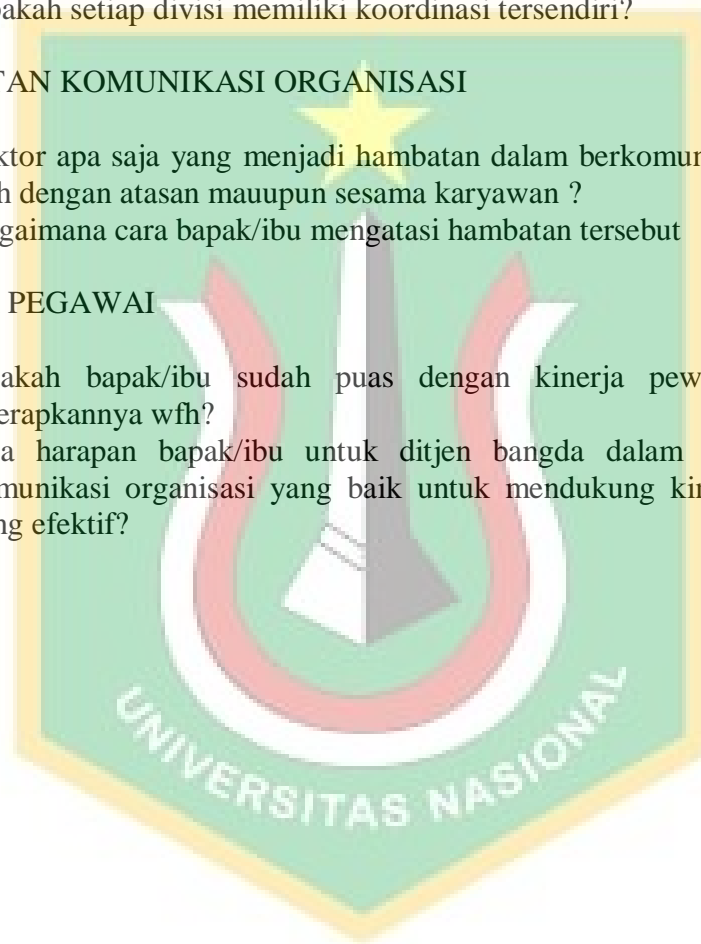 pakah setiap divisi memiliki koordinasi tersendiri?
TAN KOMUNIKASI ORGANISASI
ktor apa saja yang menjadi hambatan dalam berkomun
h dengan atasan mauupun sesama karyawan ?
gaimana cara bapak/ibu mengatasi hambatan tersebut
PEGAWAI
akah bapak/ibu sudah puas dengan kinerja pew
erapkannya wfh?
a harapan bapak/ibu untuk ditjen bangda dalam
munikasi organisasi yang baik untuk mendukung kin
ng efektif?
UNIVERSITAS NASIONAL